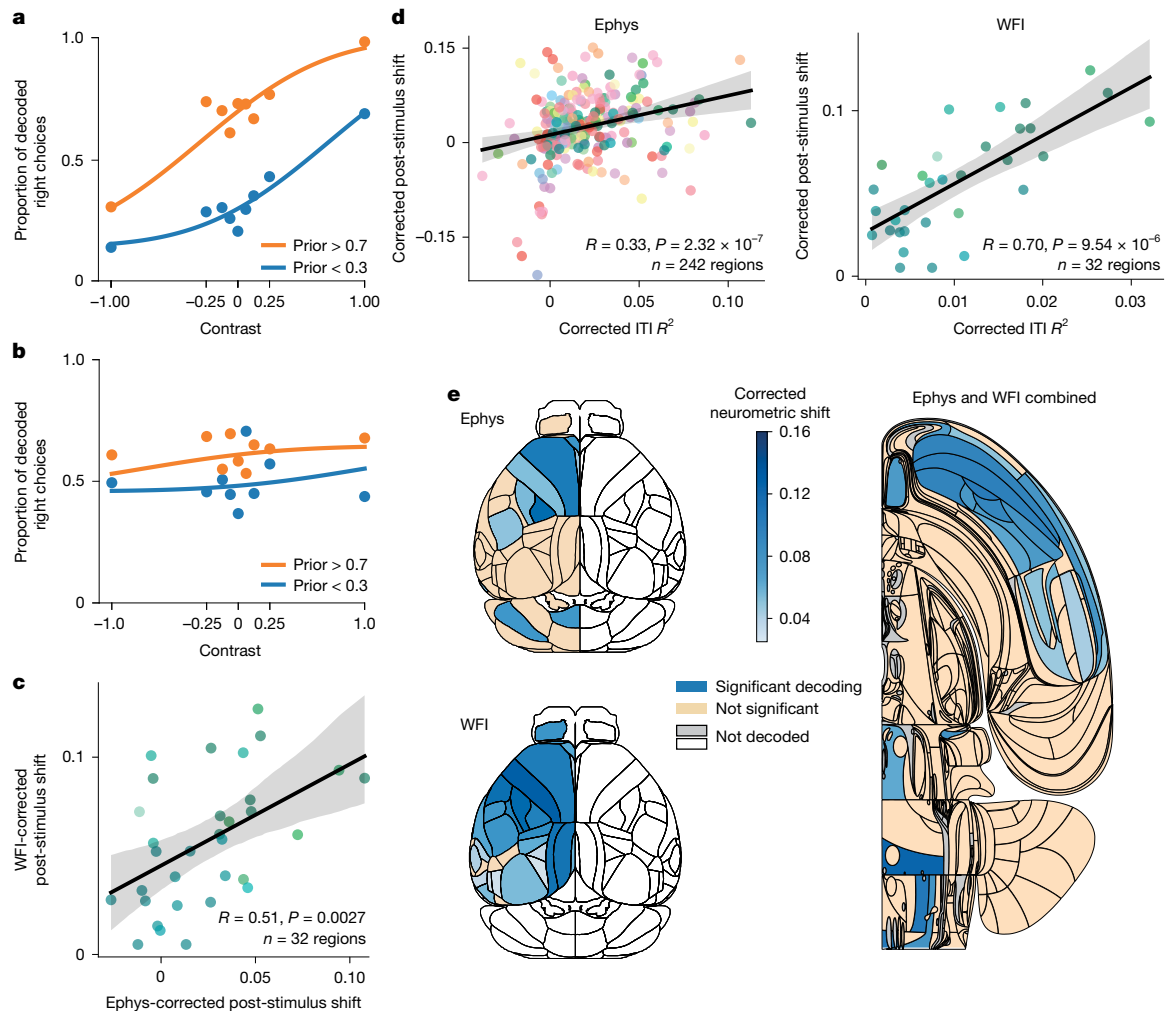 a
Proportion of decoded
right choices
1.0
0.5
0
Prior > 0.7
Prior < 0.3
−1.00
−0.25
0
0.25
1.00
Contrast
b
Proportion of decoded
right choices
1.0
0.5
0
Prior > 0.7
Prior < 0.3
−1.0
−0.25
0
0.25
1.0
Contrast
c
WFI-corrected
post-stimulus shift
0.1
0
R = 0.51, P = 0.0027
n = 32 regions
0
0.05
0.10
Ephys-corrected post-stimulus shift
d
Ephys
Corrected post-stimulus shift
0.15
0
−0.15
R = 0.33, P = 2.32 × 10⁻⁷
n = 242 regions
0
0.05
0.10
Corrected ITI R²
WFI
Corrected post-stimulus shift
0.1
0
R = 0.70, P = 9.54 × 10⁻⁶
n = 32 regions
0
0.01
0.02
0.03
Corrected ITI R²
e
Ephys
Corrected
neurometric shift
0.16
0.12
0.08
0.04
Significant decoding
Not significant
Not decoded
WFI
Ephys and WFI combined